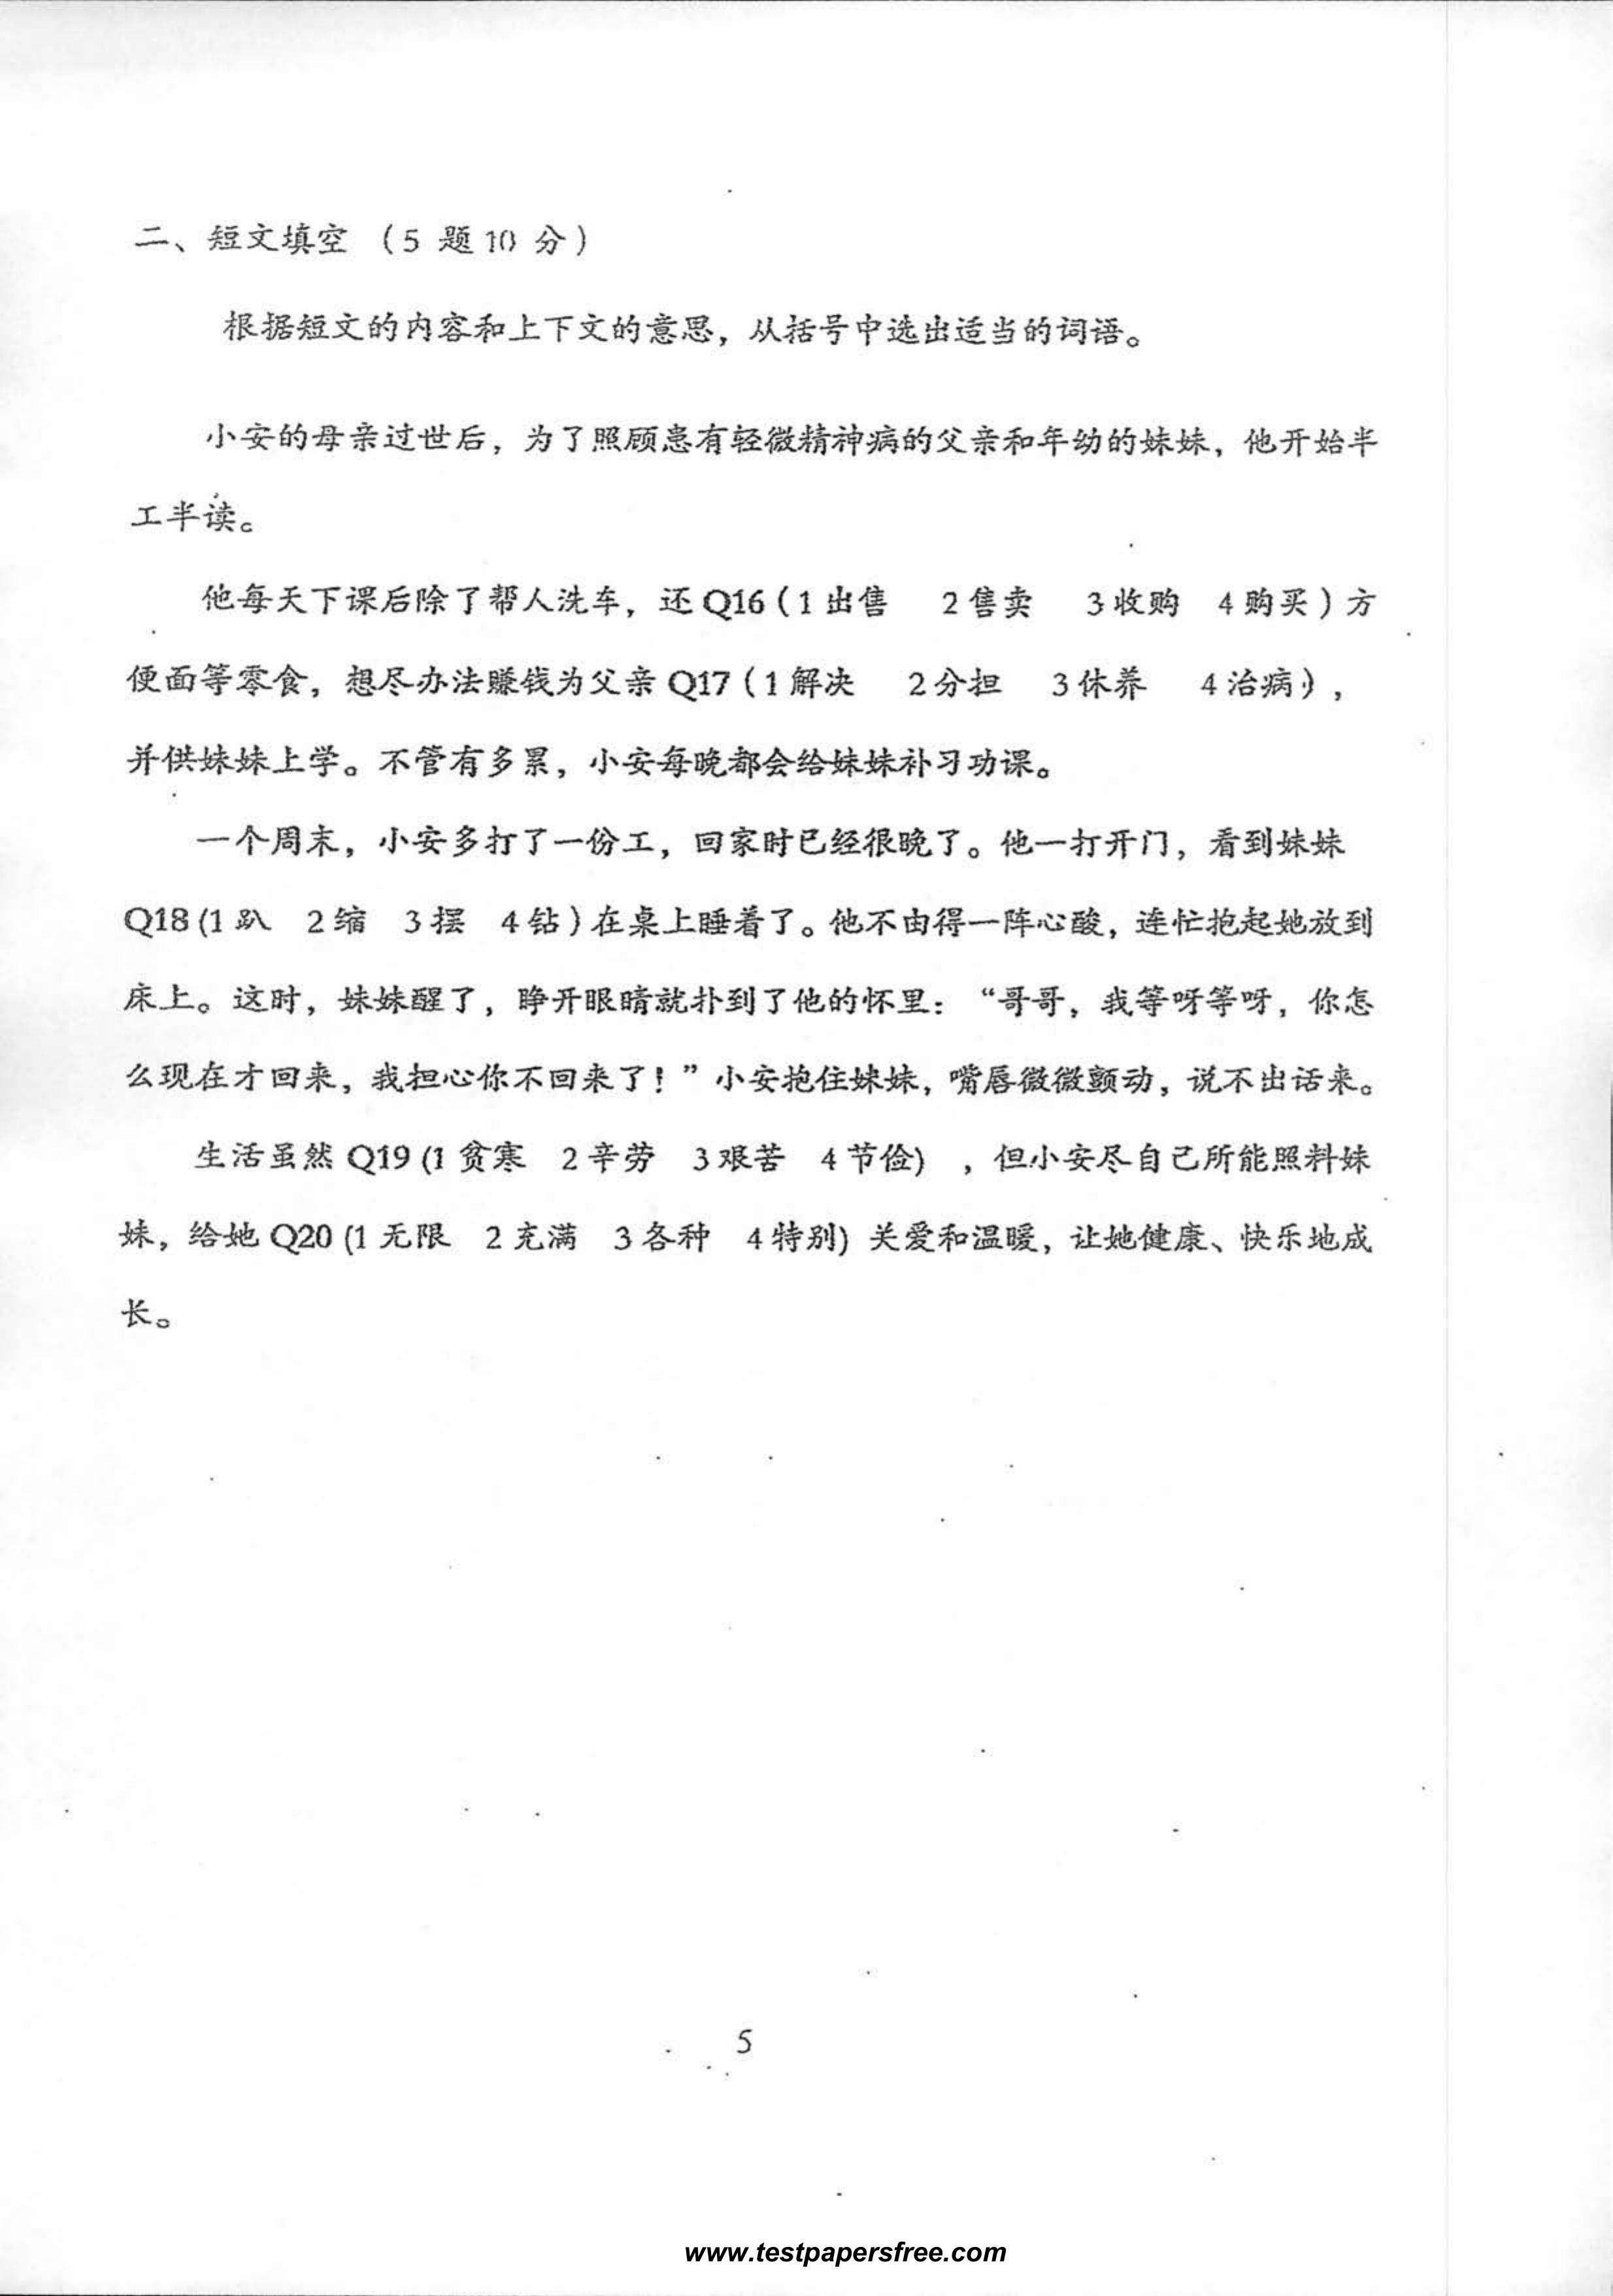 二、短文填空 （5 题 10 分）
根据短文的内容和上下文的意思，从括号中选出适当的词语。
小安的母亲过世后，为了照顾患有轻微精神病的父亲和年幼的妹妹，他开始半
工半读。
他每天下课后除了帮人洗车，还 Q16（1 出售 2 售卖 3 收购 4 购买）方
便面等零食，想尽办法赚钱为父亲 Q17（1 解决 2 分担 3 休养 4 治病），
并供妹妹上学。不管有多累，小安每晚都会给妹妹补习功课。
一个周末，小安多打了一份工，回家时已经很晚了。他一打开门，看到妹妹
Q18 (1 趴 2 缩 3 摆 4 钻）在桌上睡着了。他不由得一阵心酸，连忙抱起她放到
床上。这时，妹妹醒了，睁开眼睛就扑到了他的怀里：“哥哥，我等呀等呀，你怎
么现在才回来，我担心你不回来了！”小安抱住妹妹，嘴唇微微颤动，说不出话来。
生活虽然 Q19 (1 贫寒 2 辛劳 3 艰苦 4 节俭) ，但小安尽自己所能照料妹
妹，给她 Q20 (1 无限 2 充满 3 各种 4 特别) 关爱和温暖，让她健康、快乐地成
长。
5
www.testpapersfree.com